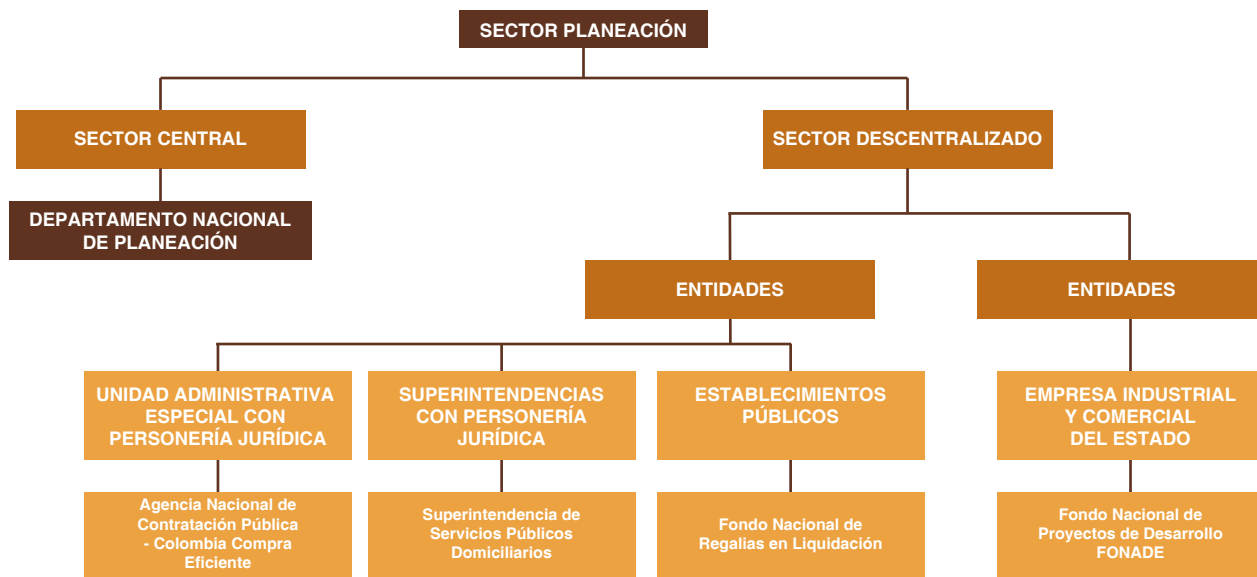 SECTOR PLANEACIÓN
SECTOR CENTRAL
SECTOR DESCENTRALIZADO
DEPARTAMENTO NACIONAL
DE PLANEACIÓN
ENTIDADES
ENTIDADES
UNIDAD ADMINISTRATIVA
ESPECIAL CON
PERSONERÍA JURÍDICA
SUPERINTENDENCIAS
CON PERSONERÍA
JURÍDICA
ESTABLECIMIENTOS
PÚBLICOS
EMPRESA INDUSTRIAL
Y COMERCIAL
DEL ESTADO
Agencia Nacional de
Contratación Pública
- Colombia Compra
Eficiente
Superintendencia de
Servicios Públicos
Domiciliarios
Fondo Nacional de
Regalias en Liquidación
Fondo Nacional de
Proyectos de Desarrollo
FONADE